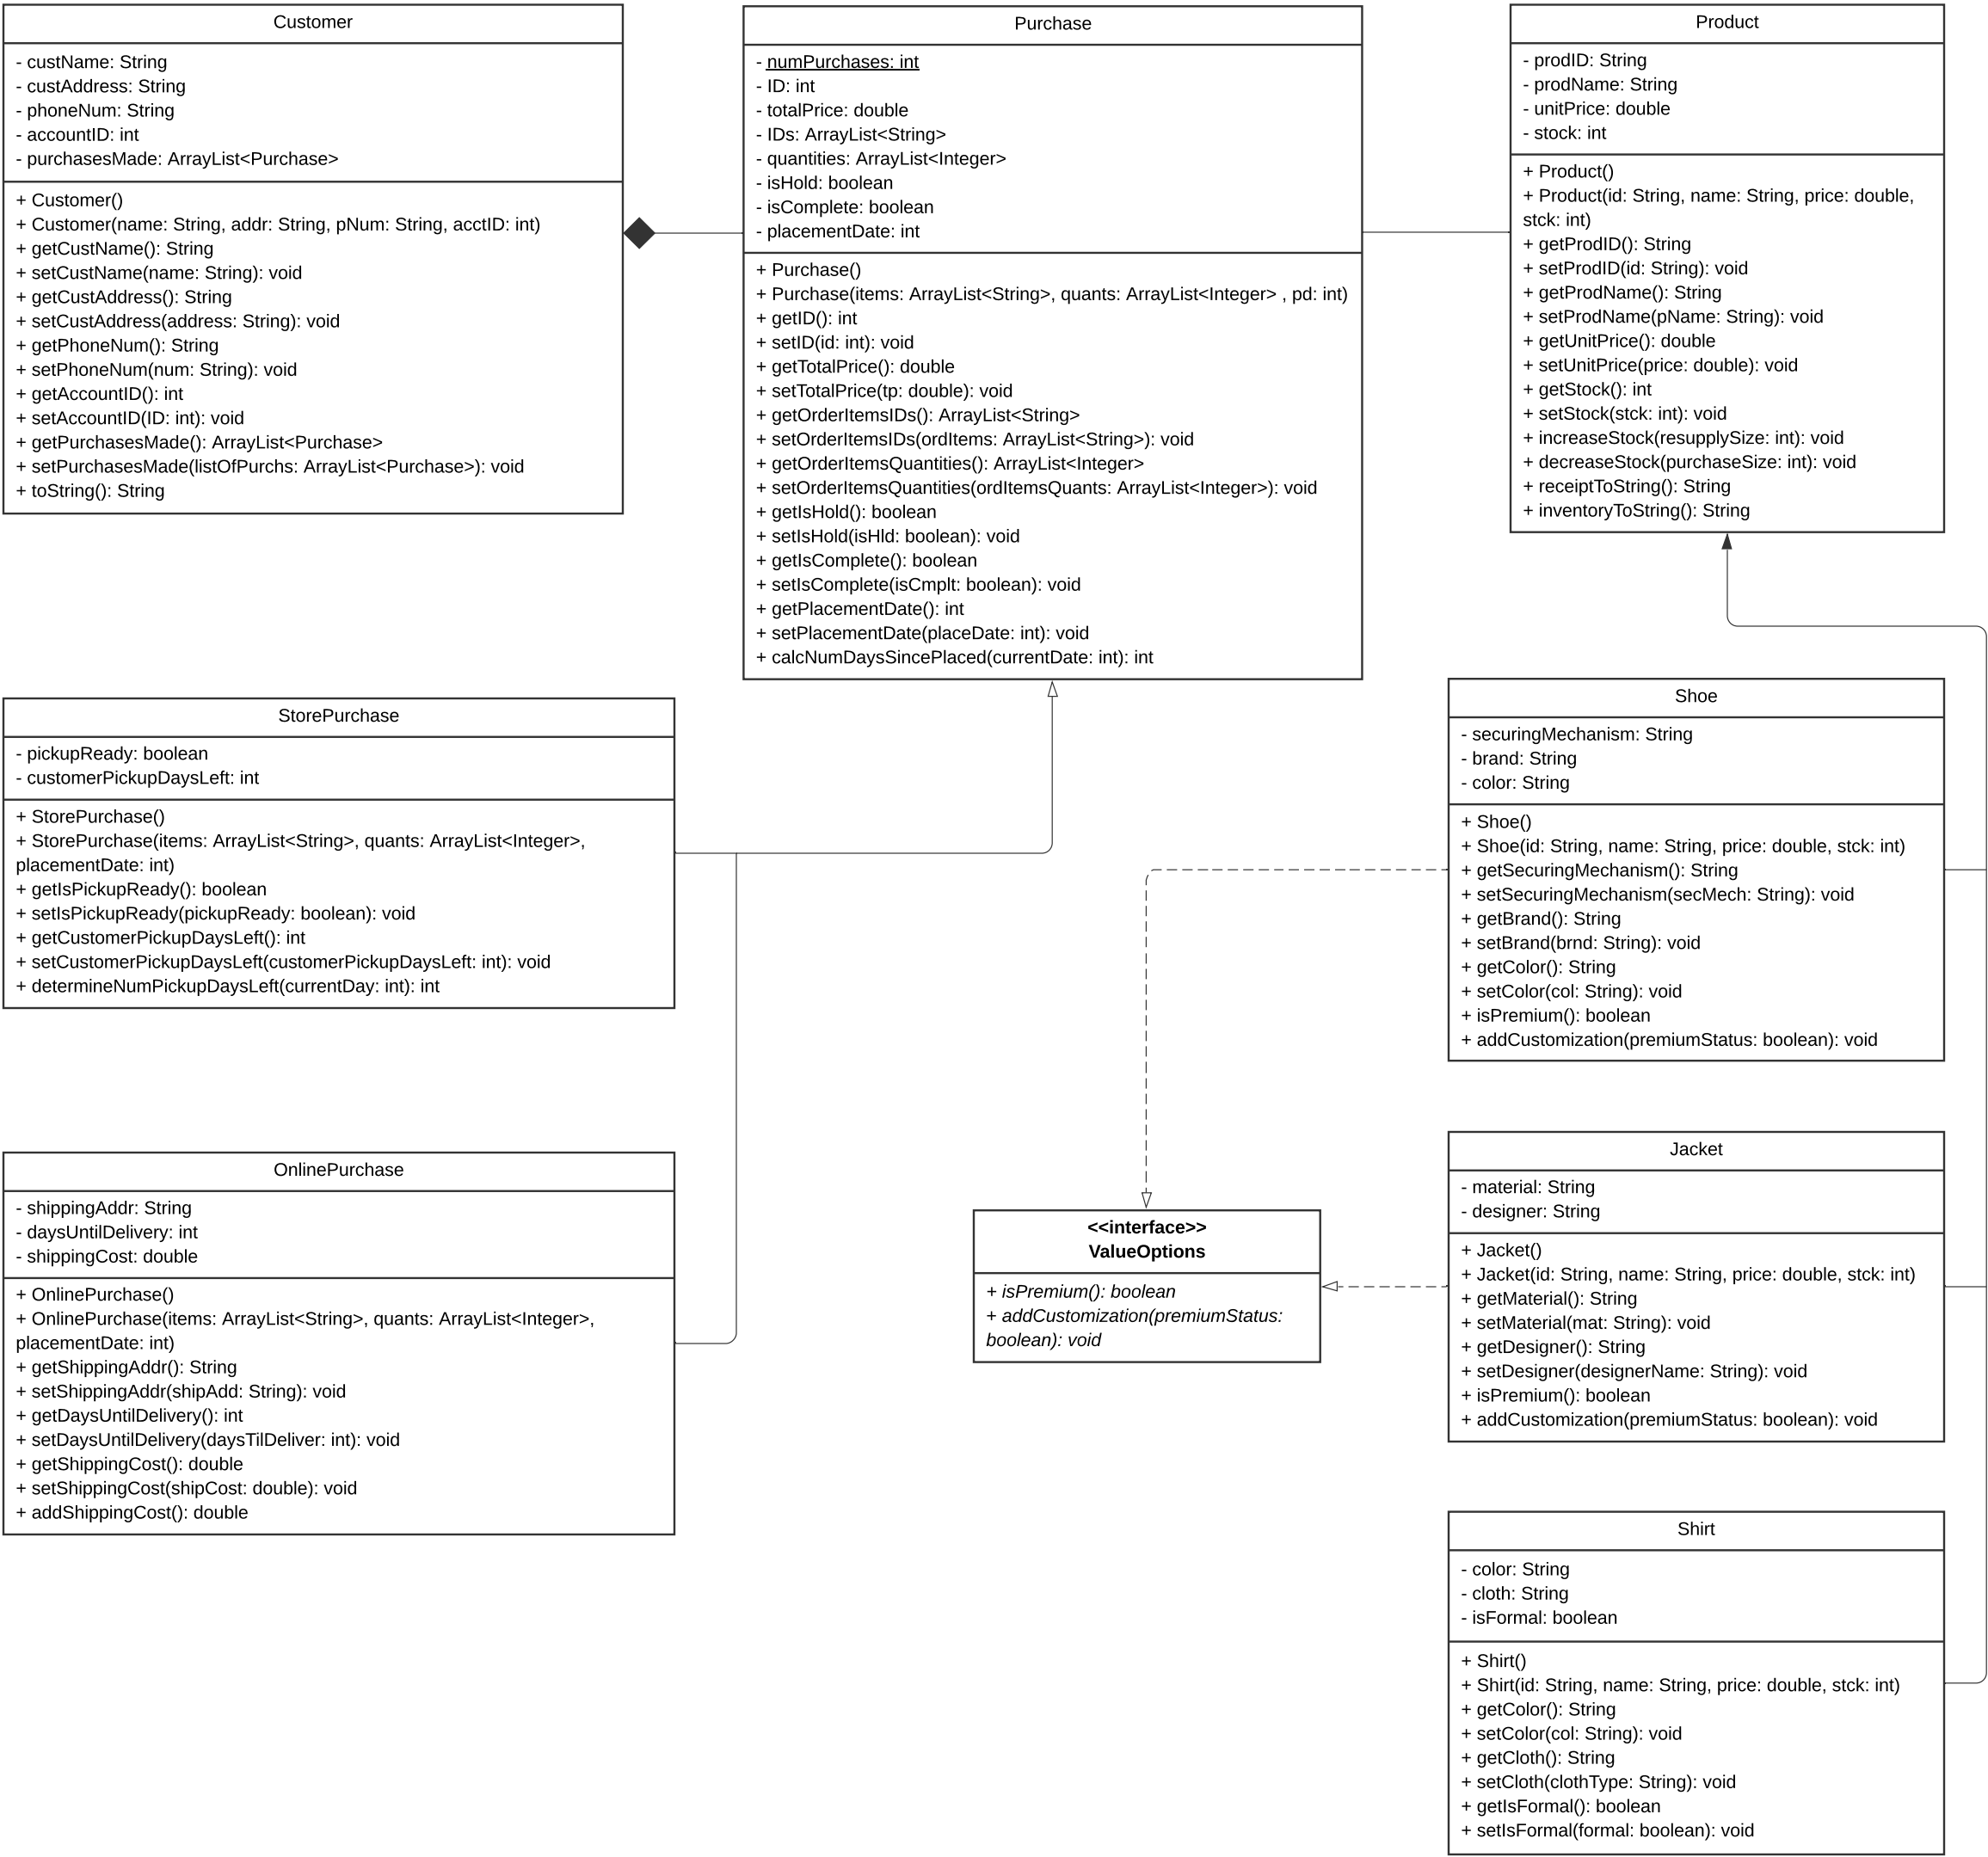 Customer
- custName: String
- custAddress: String
- phoneNum: String
- accountID: int
- purchasesMade: ArrayList<Purchase>
+ Customer()
+ Customer(name: String, addr: String, pNum: String, acctID: int)
+ getCustName(): String
+ setCustName(name: String): void
+ getCustAddress(): String
+ setCustAddress(address: String): void
+ getPhoneNum(): String
+ setPhoneNum(num: String): void
+ getAccountID(): int
+ setAccountID(ID: int): void
+ getPurchasesMade(): ArrayList<Purchase>
+ setPurchasesMade(listOfPurchs: ArrayList<Purchase>): void
+ toString(): String
Purchase
- numPurchases: int
- ID: int
- totalPrice: double
- IDs: ArrayList<String>
- quantities: ArrayList<Integer>
- isHold: boolean
- isComplete: boolean
- placementDate: int
+ Purchase()
+ Purchase(items: ArrayList<String>, quants: ArrayList<Integer> , pd: int)
+ getID(): int
+ setID(id: int): void
+ getTotalPrice(): double
+ setTotalPrice(tp: double): void
+ getOrderItemsIDs(): ArrayList<String>
+ setOrderItemsIDs(ordItems: ArrayList<String>): void
+ getOrderItemsQuantities(): ArrayList<Integer>
+ setOrderItemsQuantities(ordItemsQuants: ArrayList<Integer>): void
+ getIsHold(): boolean
+ setIsHold(isHld: boolean): void
+ getIsComplete(): boolean
+ setIsComplete(isCmplt: boolean): void
+ getPlacementDate(): int
+ setPlacementDate(placeDate: int): void
+ calcNumDaysSincePlaced(currentDate: int): int
Product
- prodID: String
- prodName: String
- unitPrice: double
- stock: int
+ Product()
+ Product(id: String, name: String, price: double,
stck: int)
+ getProdID(): String
+ setProdID(id: String): void
+ getProdName(): String
+ setProdName(pName: String): void
+ getUnitPrice(): double
+ setUnitPrice(price: double): void
+ getStock(): int
+ setStock(stck: int): void
+ increaseStock(resupplySize: int): void
+ decreaseStock(purchaseSize: int): void
+ receiptToString(): String
+ inventoryToString(): String
StorePurchase
- pickupReady: boolean
- customerPickupDaysLeft: int
+ StorePurchase()
+ StorePurchase(items: ArrayList<String>, quants: ArrayList<Integer>,
placementDate: int)
+ getIsPickupReady(): boolean
+ setIsPickupReady(pickupReady: boolean): void
+ getCustomerPickupDaysLeft(): int
+ setCustomerPickupDaysLeft(customerPickupDaysLeft: int): void
+ determineNumPickupDaysLeft(currentDay: int): int
Shoe
- securingMechanism: String
- brand: String
- color: String
+ Shoe()
+ Shoe(id: String, name: String, price: double, stck: int)
+ getSecuringMechanism(): String
+ setSecuringMechanism(secMech: String): void
+ getBrand(): String
+ setBrand(brnd: String): void
+ getColor(): String
+ setColor(col: String): void
+ isPremium(): boolean
+ addCustomization(premiumStatus: boolean): void
OnlinePurchase
- shippingAddr: String
- daysUntilDelivery: int
- shippingCost: double
+ OnlinePurchase()
+ OnlinePurchase(items: ArrayList<String>, quants: ArrayList<Integer>,
placementDate: int)
+ getShippingAddr(): String
+ setShippingAddr(shipAdd: String): void
+ getDaysUntilDelivery(): int
+ setDaysUntilDelivery(daysTilDeliver: int): void
+ getShippingCost(): double
+ setShippingCost(shipCost: double): void
+ addShippingCost(): double
<<interface>>
ValueOptions
+ isPremium(): boolean
+ addCustomization(premiumStatus:
boolean): void
Jacket
- material: String
- designer: String
+ Jacket()
+ Jacket(id: String, name: String, price: double, stck: int)
+ getMaterial(): String
+ setMaterial(mat: String): void
+ getDesigner(): String
+ setDesigner(designerName: String): void
+ isPremium(): boolean
+ addCustomization(premiumStatus: boolean): void
Shirt
- color: String
- cloth: String
- isFormal: boolean
+ Shirt()
+ Shirt(id: String, name: String, price: double, stck: int)
+ getColor(): String
+ setColor(col: String): void
+ getCloth(): String
+ setCloth(clothType: String): void
+ getIsFormal(): boolean
+ setIsFormal(formal: boolean): void